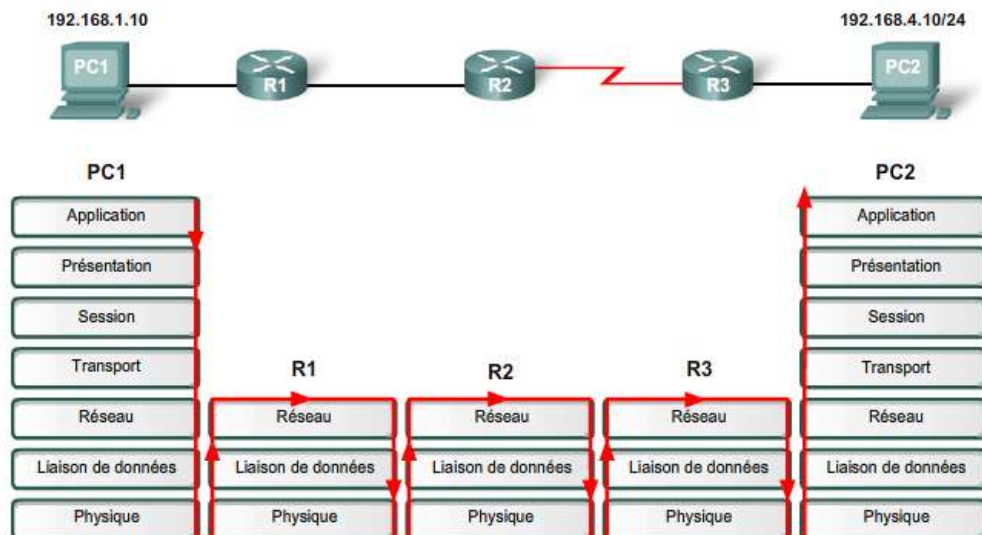 192.168.1.10 192.168.4.10/24
PC1 R1 R2 R3 PC2
PC1 PC2
Application Application
Présentation Présentation
Session Session
Transport R1 R2 R3 Transport
Réseau Réseau Réseau Réseau Réseau
Liaison de données Liaison de données Liaison de données Liaison de données Liaison de données
Physique Physique Physique Physique Physique